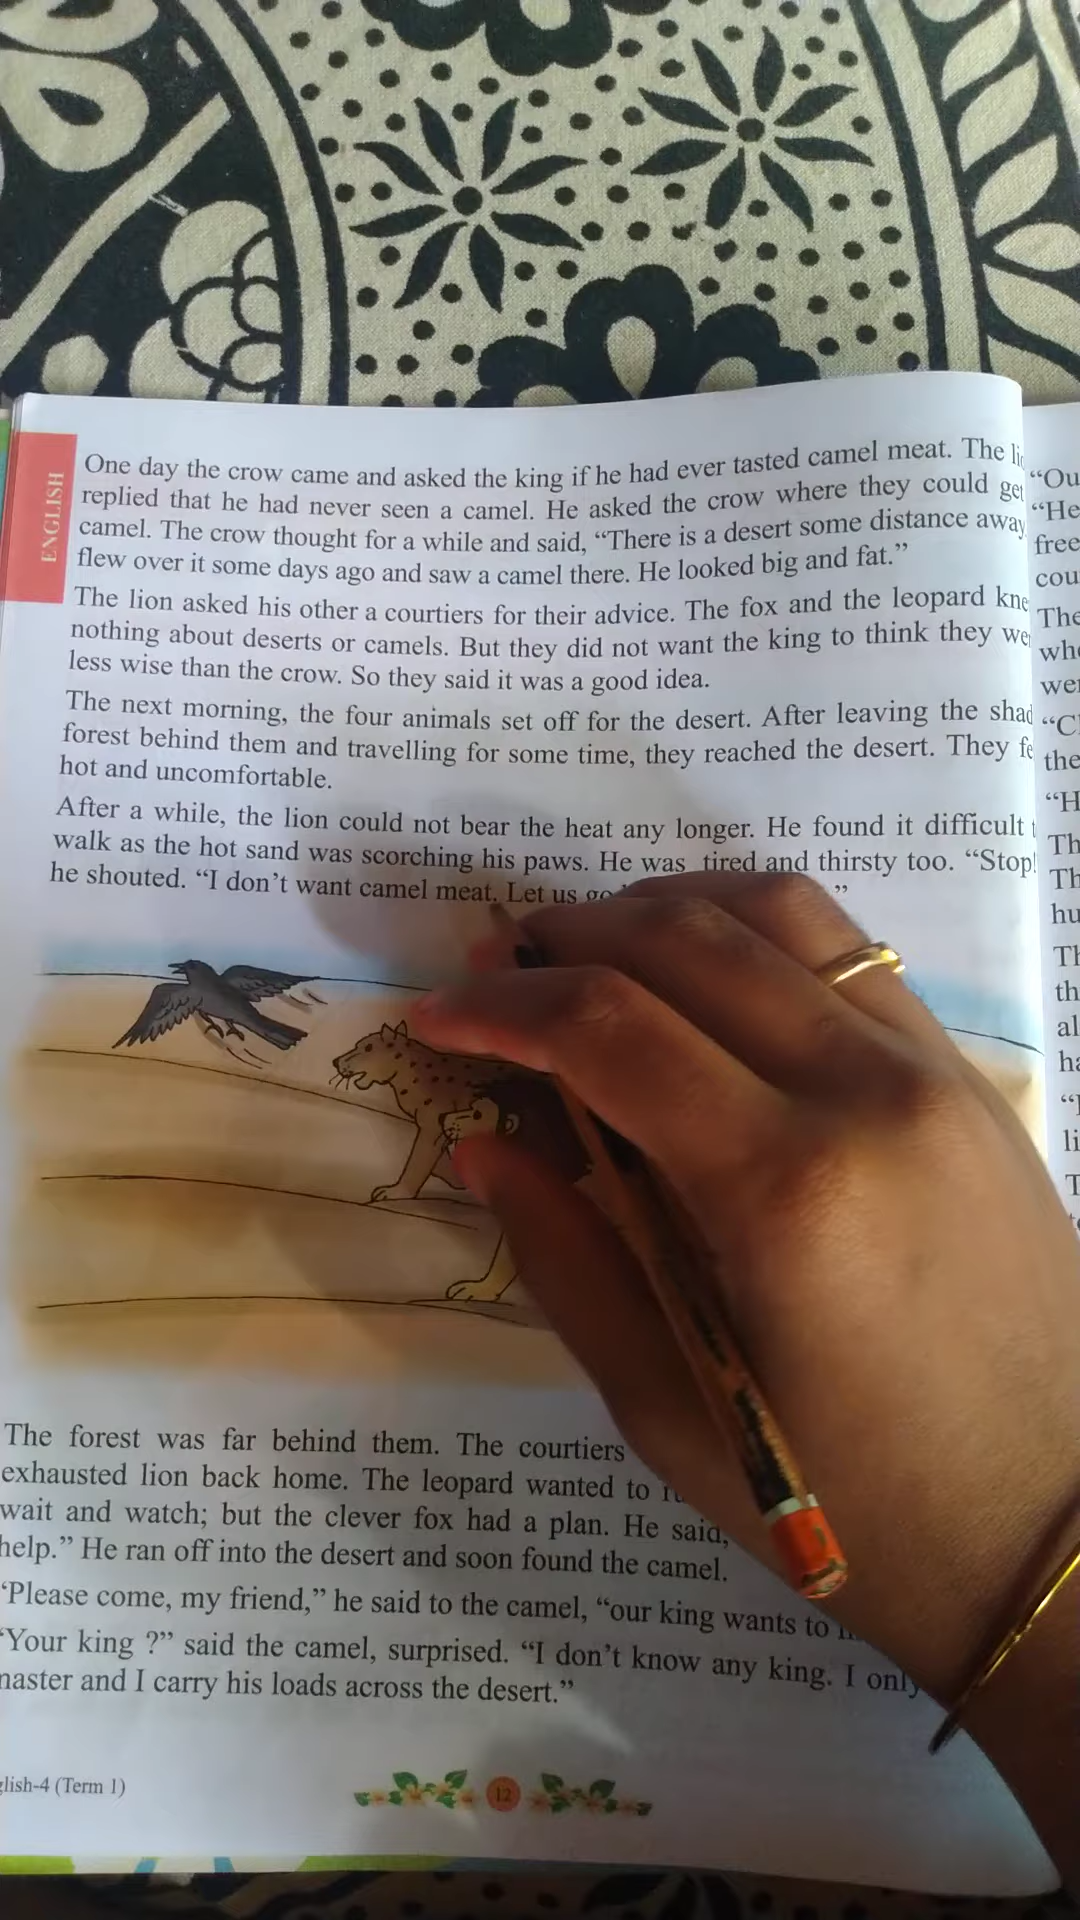 ENGLISH
One day the crow came and asked the king if he had ever tasted camel meat. The
replied that he had never seen a camel. He asked the crow where they could get
camel. The crow thought for a while and said, “There is a desert some distance away
flew over it some days ago and saw a camel there. He looked big and fat.”
The lion asked his other a courtiers for their advice. The fox and the leopard
nothing about deserts or camels. But they did not want the king to think they
less wise than the crow. So they said it was a good idea.
The next morning, the four animals set off for the desert. After leaving the
forest behind them and travelling for some time, they reached the desert. They
hot and uncomfortable.
After a while, the lion could not bear the heat any longer. He found it difficult
walk as the hot sand was scorching his paws. He was tired and thirsty too. “Stop!
he shouted. “I don’t want camel meat. Let us ”
The forest was far behind them. The courtiers
exhausted lion back home. The leopard wanted to
wait and watch; but the clever fox had a plan. He said,
help.” He ran off into the desert and soon found the camel.
“Please come, my friend,” he said to the camel, “our king wants to
“Your king ?” said the camel, surprised. “I don’t know any king. I only
master and I carry his loads across the desert.”
glish-4 (Term 1)
12
“Ou
“He
free
cou
The
we
the
“H
Th
Th
hu
Th
th
al
li
T